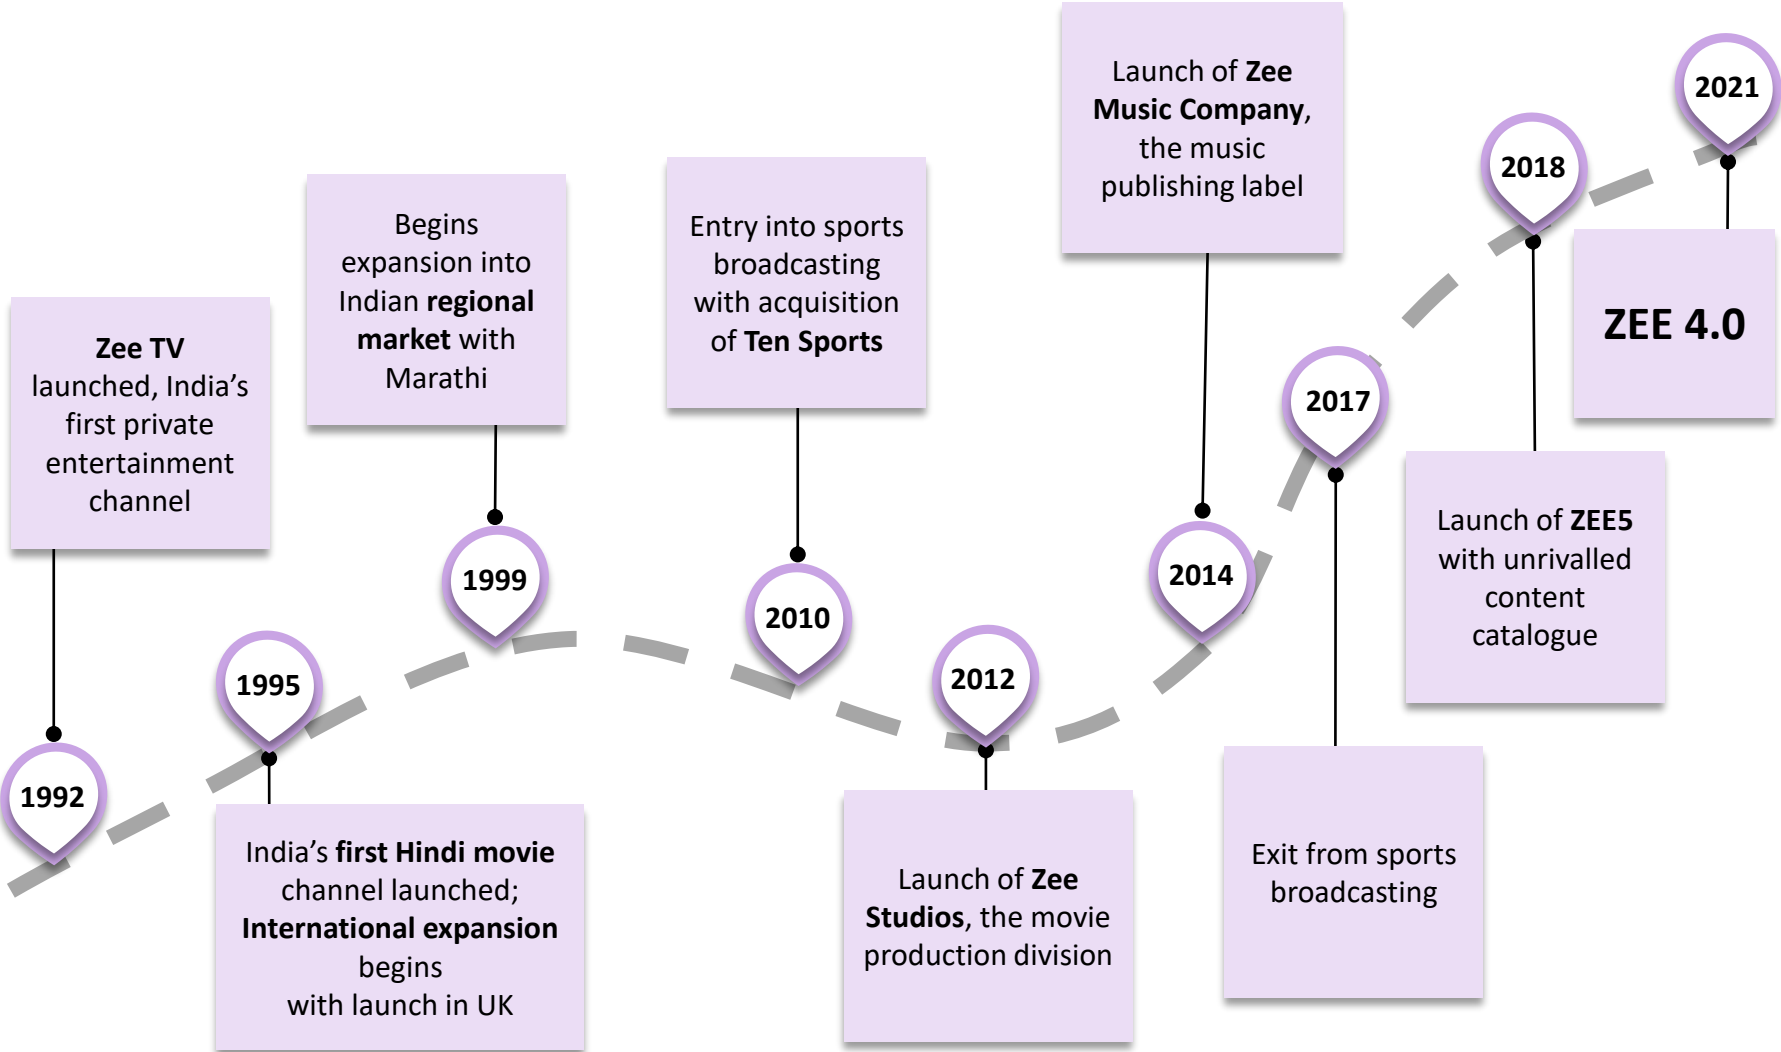 1992
Zee TV
launched, India's
first private
entertainment
channel
1995
India's first Hindi movie
channel launched;
International expansion
begins
with launch in UK
1999
Begins
expansion into
Indian regional
market with
Marathi
2010
Entry into sports
broadcasting
with acquisition
of Ten Sports
2012
Launch of Zee
Studios, the movie
production division
2014
Launch of Zee
Music Company,
the music
publishing label
2017
Exit from sports
broadcasting
2018
Launch of ZEE5
with unrivalled
content
catalogue
2021
ZEE 4.0